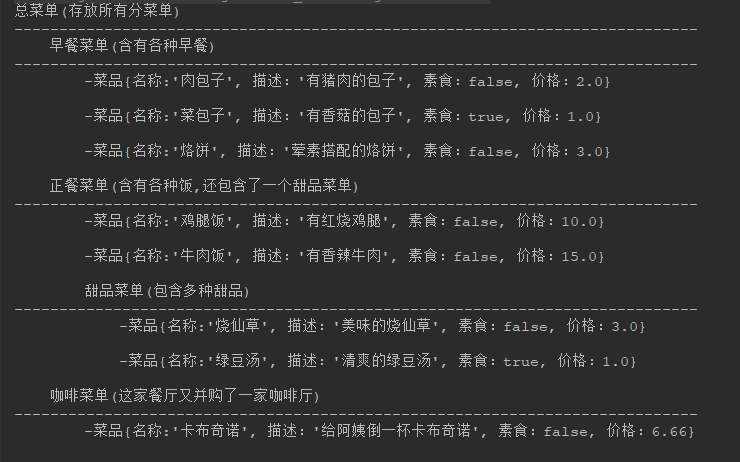 总菜单(存放所有分菜单)
------------------------------------------------------------------------------
早餐菜单(含有各种早餐)
------------------------------------------------------------------------------
-菜品{名称:'肉包子', 描述：'有猪肉的包子', 素食：false, 价格：2.0}
-菜品{名称:'菜包子', 描述：'有香菇的包子', 素食：true, 价格：1.0}
-菜品{名称:'烙饼', 描述：'荤素搭配的烙饼', 素食：false, 价格：3.0}
正餐菜单(含有各种饭,还包含了一个甜品菜单)
------------------------------------------------------------------------------
-菜品{名称:'鸡腿饭', 描述：'有红烧鸡腿', 素食：false, 价格：10.0}
-菜品{名称:'牛肉饭', 描述：'有香辣牛肉', 素食：false, 价格：15.0}
甜品菜单(包含多种甜品)
------------------------------------------------------------------------------
-菜品{名称:'烧仙草', 描述：'美味的烧仙草', 素食：false, 价格：3.0}
-菜品{名称:'绿豆汤', 描述：'清爽的绿豆汤', 素食：true, 价格：1.0}
咖啡菜单(这家餐厅又并购了一家咖啡厅)
------------------------------------------------------------------------------
-菜品{名称:'卡布奇诺', 描述：'给阿姨倒一杯卡布奇诺', 素食：false, 价格：6.66}